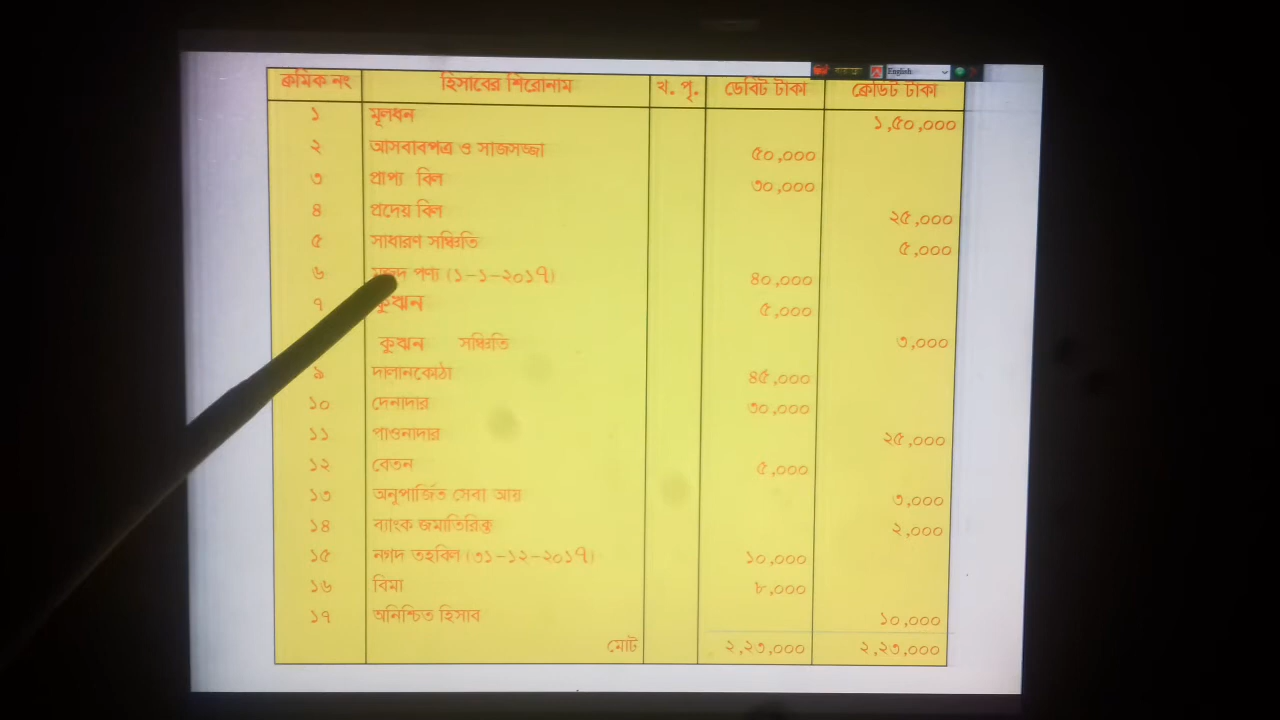 English
ক্রমিক নং হিসাবের শিরোনাম খ. পৃ. ডেবিট টাকা ক্রেডিট টাকা
১ মূলধন ১,৫০,০০০
২ আসবাবপত্র ও সাজসজ্জা ৫০,০০০
৩ প্রাপ্য বিল ৩০,০০০
৪ প্রদেয় বিল ২৫,০০০
৫ সাধারণ সঞ্চিতি ৫,০০০
৬ মজুদ পণ্য (১-১-২০১৭) ৪০,০০০
৭ কুঋন ৫,০০০
কুঋন সঞ্চিতি ৩,০০০
৯ দালানকোঠা ৪৫,০০০
১০ দেনাদার ৩০,০০০
১১ পাওনাদার ২৫,০০০
১২ বেতন ৫,০০০
১৩ অনুপার্জিত সেবা আয় ৩,০০০
১৪ ব্যাংক জমাতিরিক্ত ২,০০০
১৫ নগদ তহবিল (৩১-১২-২০১৭) ১০,০০০
১৬ বিমা ৮,০০০
১৭ অনিশ্চিত হিসাব ১০,০০০
মোট ২,২৩,০০০ ২,২৩,০০০